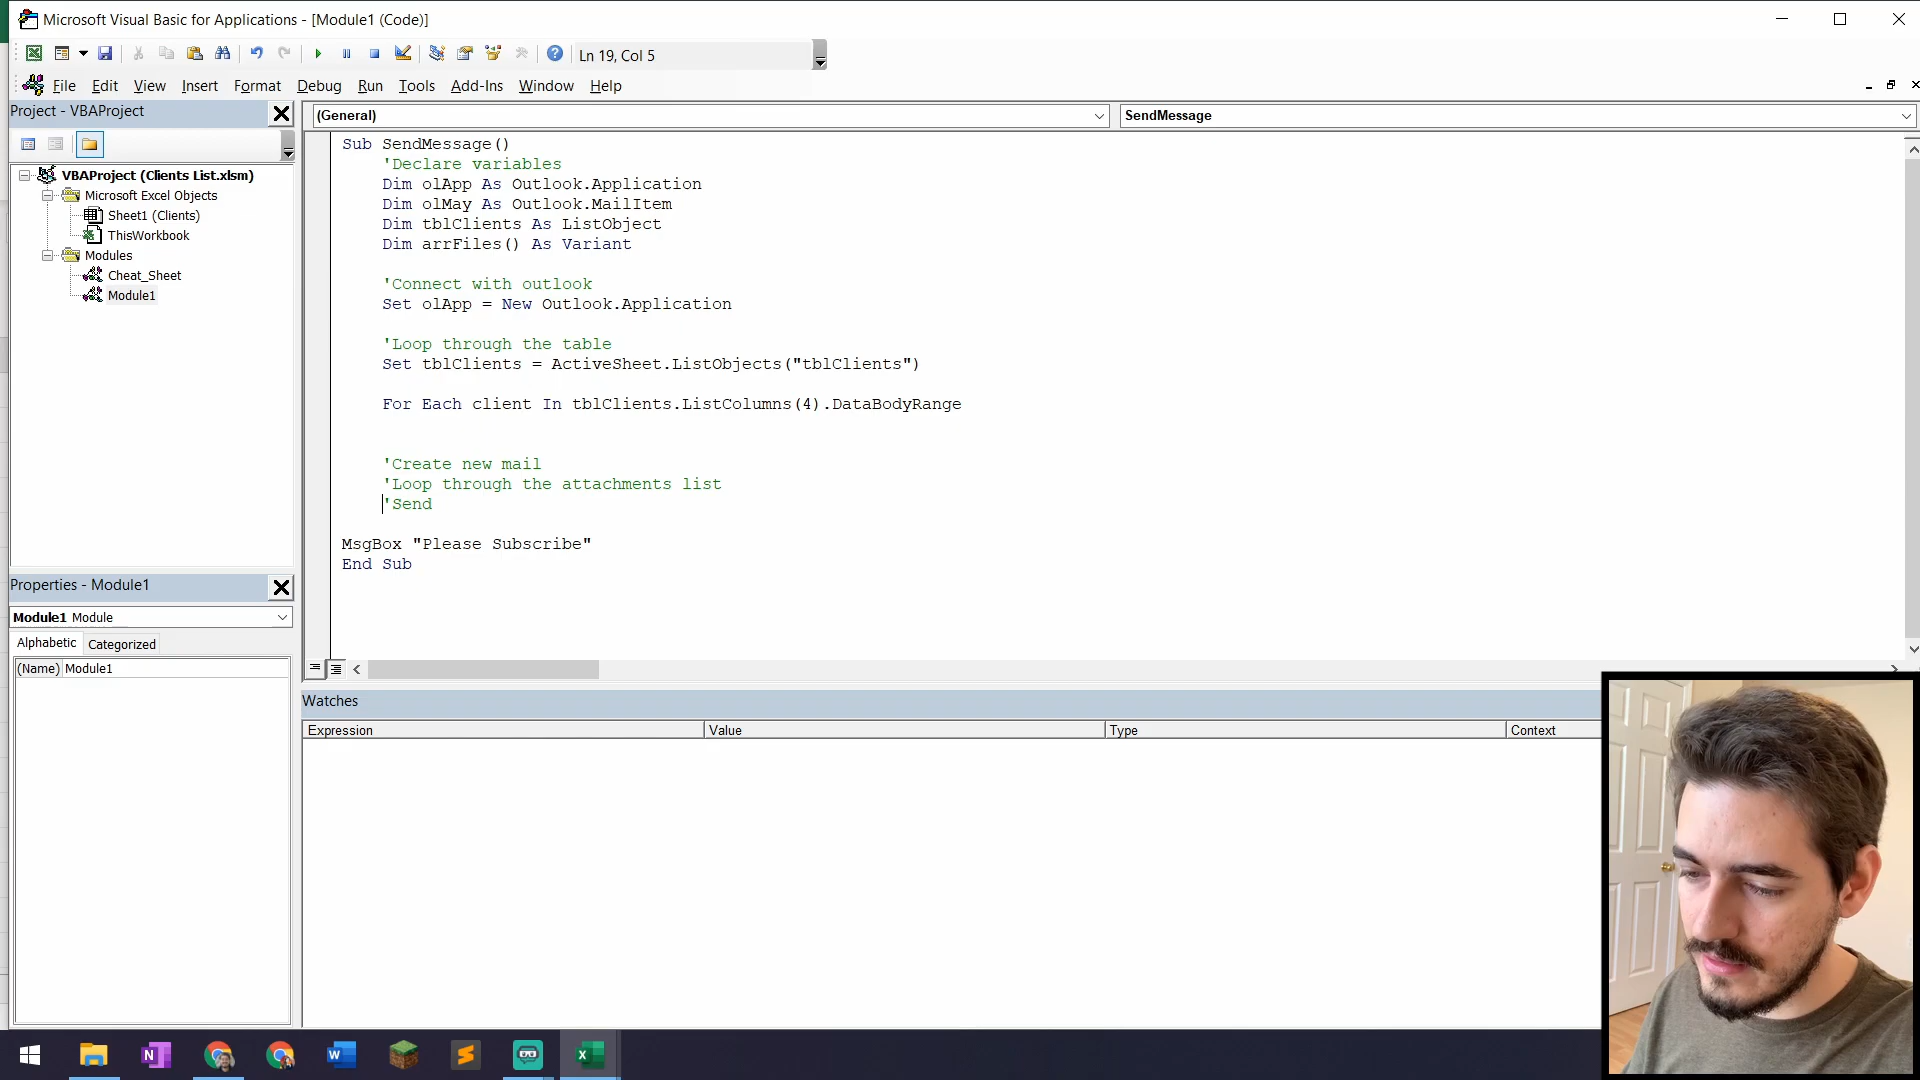 Microsoft Visual Basic for Applications - [Module1 (Code)]
Ln 19, Col 5
File Edit View Insert Format Debug Run Tools Add-Ins Window Help
Project - VBAProject
(General)
SendMessage
VBAProject (Clients List.xlsm)
Microsoft Excel Objects
Sheet1 (Clients)
ThisWorkbook
Modules
Cheat_Sheet
Module1
Sub SendMessage()
'Declare variables
Dim olApp As Outlook.Application
Dim olMay As Outlook.MailItem
Dim tblClients As ListObject
Dim arrFiles() As Variant
'Connect with outlook
Set olApp = New Outlook.Application
'Loop through the table
Set tblClients = ActiveSheet.ListObjects("tblClients")
For Each client In tblClients.ListColumns(4).DataBodyRange
'Create new mail
'Loop through the attachments list
'Send
MsgBox "Please Subscribe"
End Sub
Properties - Module1
Module1 Module
Alphabetic Categorized
(Name) Module1
Watches
Expression Value Type Context